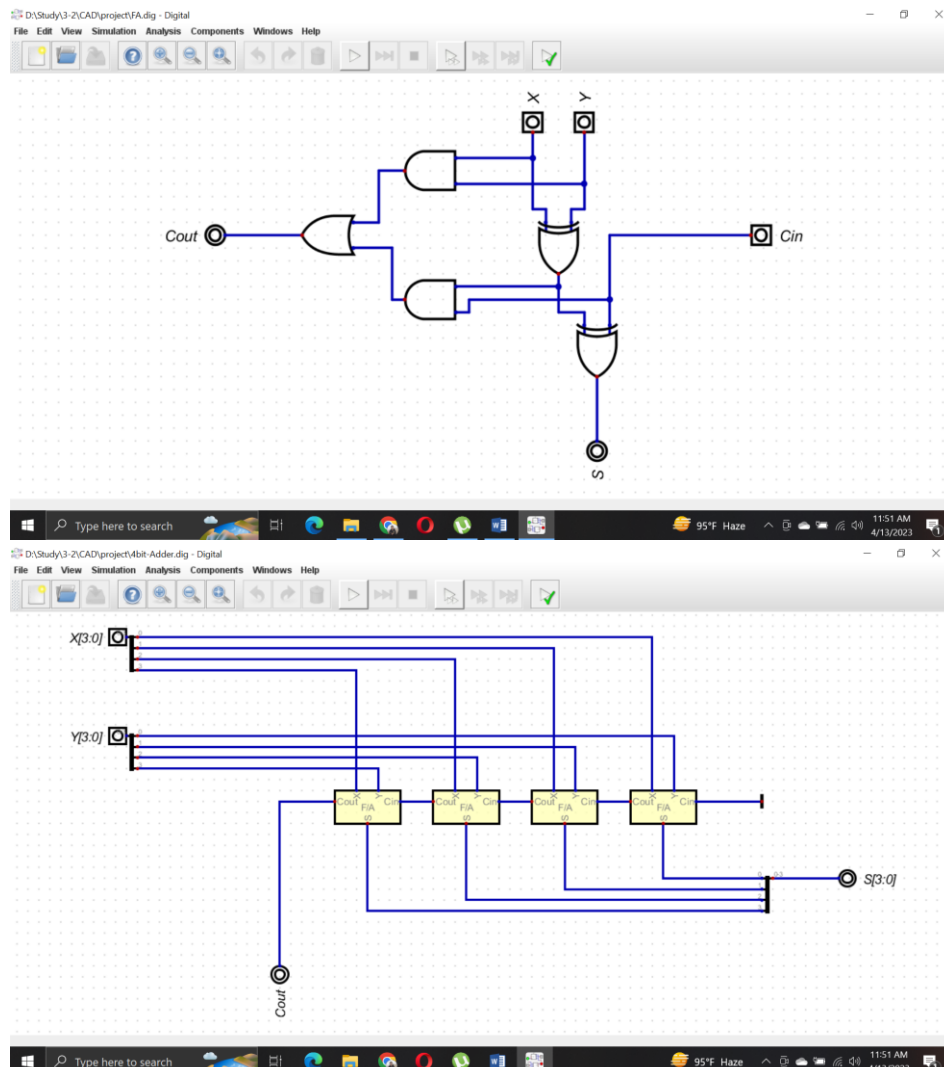 D:\Study\3-2\CAD\project\FA.dig - Digital
File Edit View Simulation Analysis Components Windows Help
X Y
Cout Cin
S
Type here to search 95°F Haze 11:51 AM
4/13/2023
D:\Study\3-2\CAD\project\4bit-Adder.dig - Digital
File Edit View Simulation Analysis Components Windows Help
X[3:0]
Y[3:0]
Cout X Y Cin Cout X Y Cin Cout X Y Cin Cout X Y Cin
F/A F/A F/A F/A
S S S S
0-3 S[3:0]
Cout
Type here to search 95°F Haze 11:51 AM